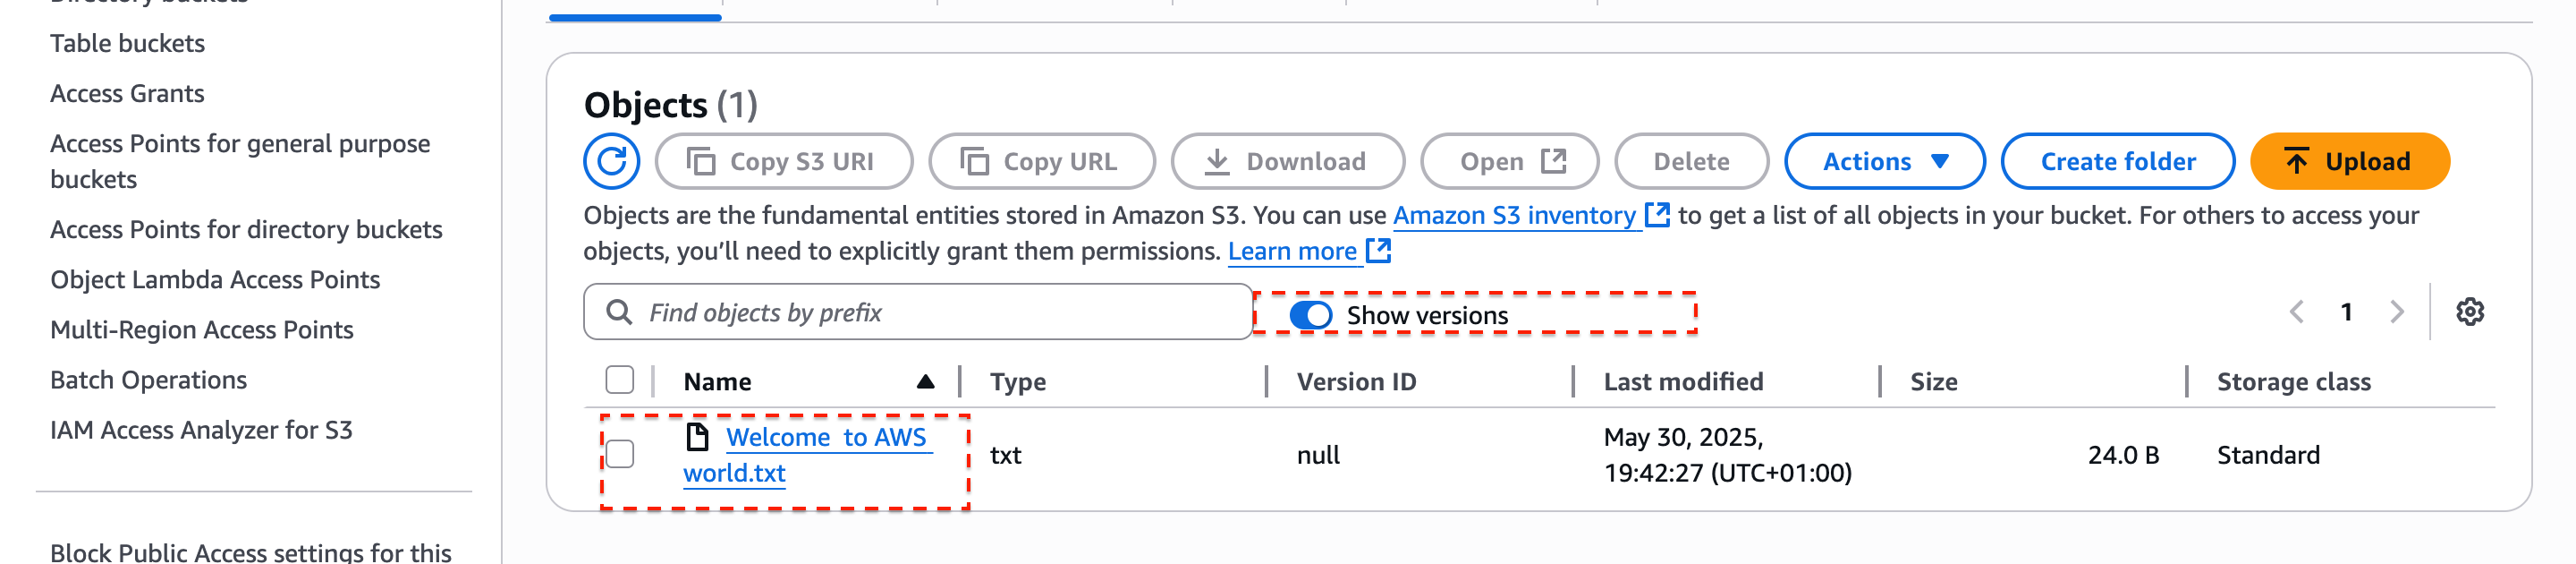 Directory buckets
Table buckets
Access Grants
Access Points for general purpose
buckets
Access Points for directory buckets
Object Lambda Access Points
Multi-Region Access Points
Batch Operations
IAM Access Analyzer for S3
Block Public Access settings for this
Objects (1)
Copy S3 URI
Copy URL
Download
Open
Delete
Actions
Create folder
Upload
Objects are the fundamental entities stored in Amazon S3. You can use Amazon S3 inventory to get a list of all objects in your bucket. For others to access your
objects, you’ll need to explicitly grant them permissions. Learn more
Find objects by prefix
Show versions
1
Name
Type
Version ID
Last modified
Size
Storage class
Welcome  to AWS
world.txt
txt
null
May 30, 2025,
19:42:27 (UTC+01:00)
24.0 B
Standard